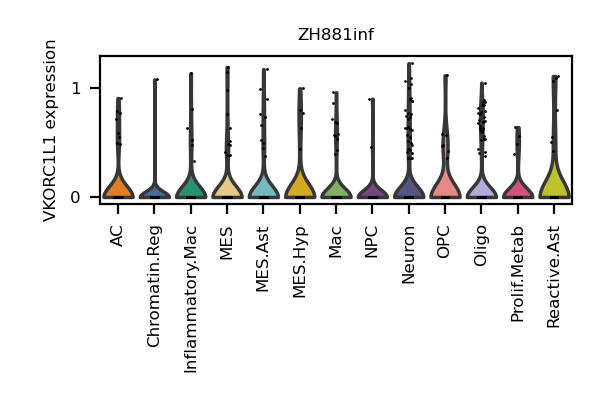 ZH881inf
VKORC1L1 expression
1
0
AC
Chromatin.Reg
Inflammatory.Mac
MES
MES.Ast
MES.Hyp
Mac
NPC
Neuron
OPC
Oligo
Prolif.Metab
Reactive.Ast